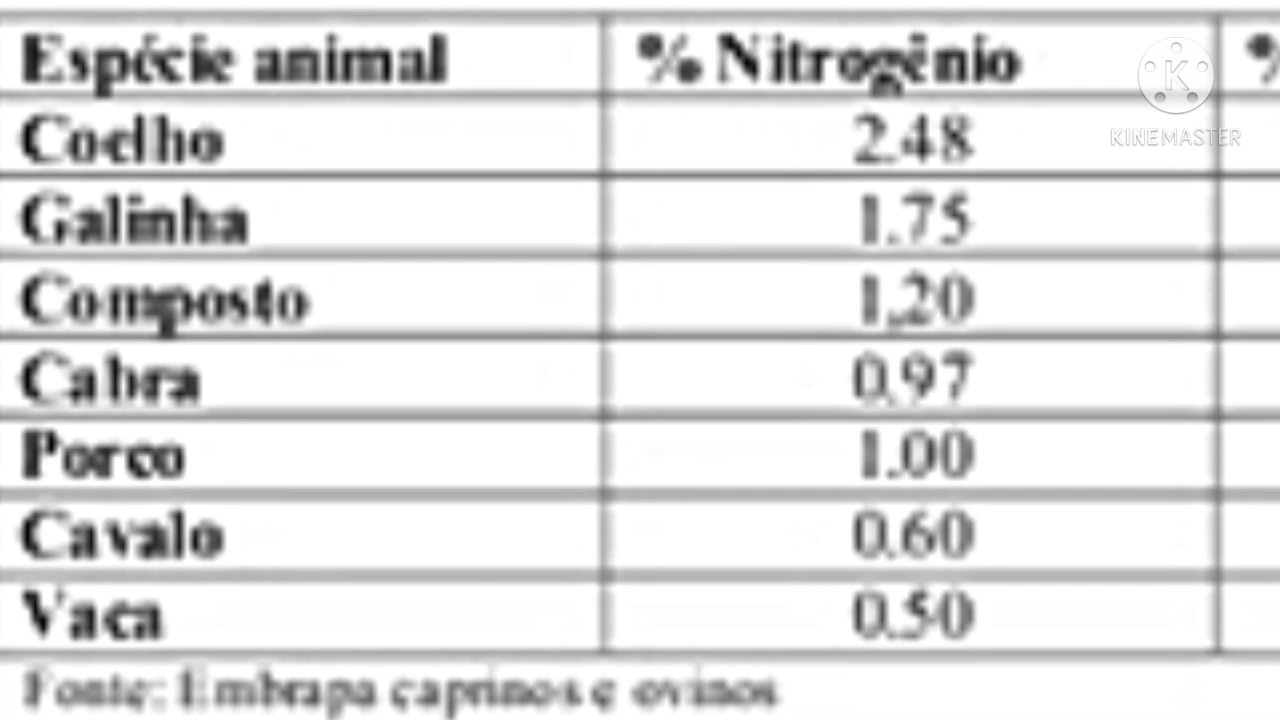 Espécie animal % Nitrogênio %
Coelho 2.48
KINEMASTER
Galinha 1.75
Composto 1,20
Cabra 0.97
Porco 1.00
Cavalo 0.60
Vaca 0.50
Fonte: Embrapa caprinos e ovinos